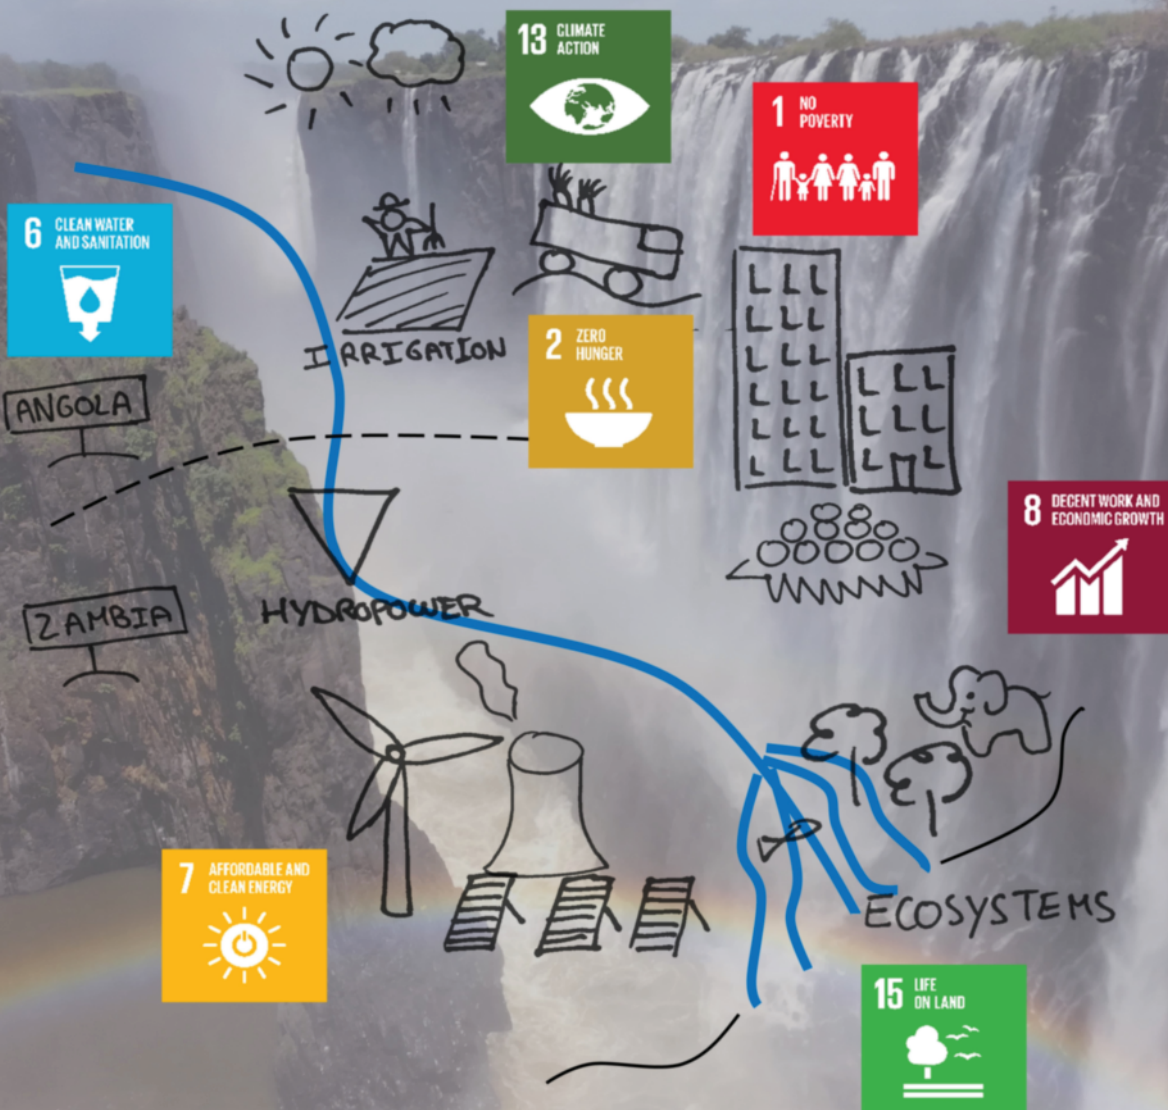 13 CLIMATE
ACTION
1 NO
POVERTY
6 CLEAN WATER
AND SANITATION
IRRIGATION
2 ZERO
HUNGER
ANGOLA
8 DECENT WORK AND
ECONOMIC GROWTH
ZAMBIA
HYDROPOWER
7 AFFORDABLE AND
CLEAN ENERGY
ECOSYSTEMS
15 LIFE
ON LAND